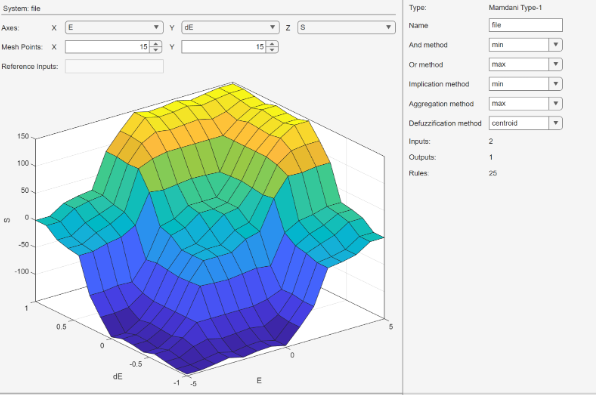 System: file
Axes: X E Y dE Z S
Mesh Points: X 15 Y 15
Reference Inputs:
150
100
50
0
-50
-100
S
1
0.5
0
-0.5
-1
dE
-5
0
5
E
Type: Mamdani Type-1
Name file
And method min
Or method max
Implication method min
Aggregation method max
Defuzzification method centroid
Inputs: 2
Outputs: 1
Rules: 25